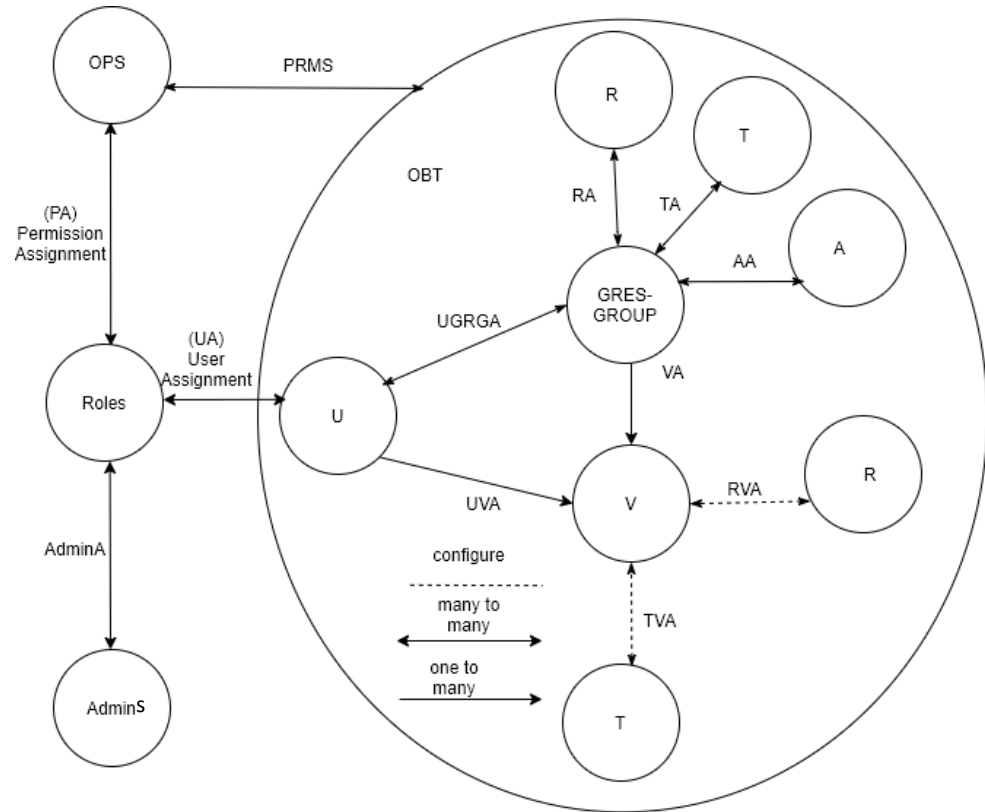 OPS
PRMS
R
T
OBT
RA
TA
A
(PA)
Permission
Assignment
AA
GRES-
GROUP
UGRGA
(UA)
User
Assignment
VA
Roles
U
R
UVA
V
RVA
AdminA
configure
many to
many
TVA
one to
many
AdminS
T